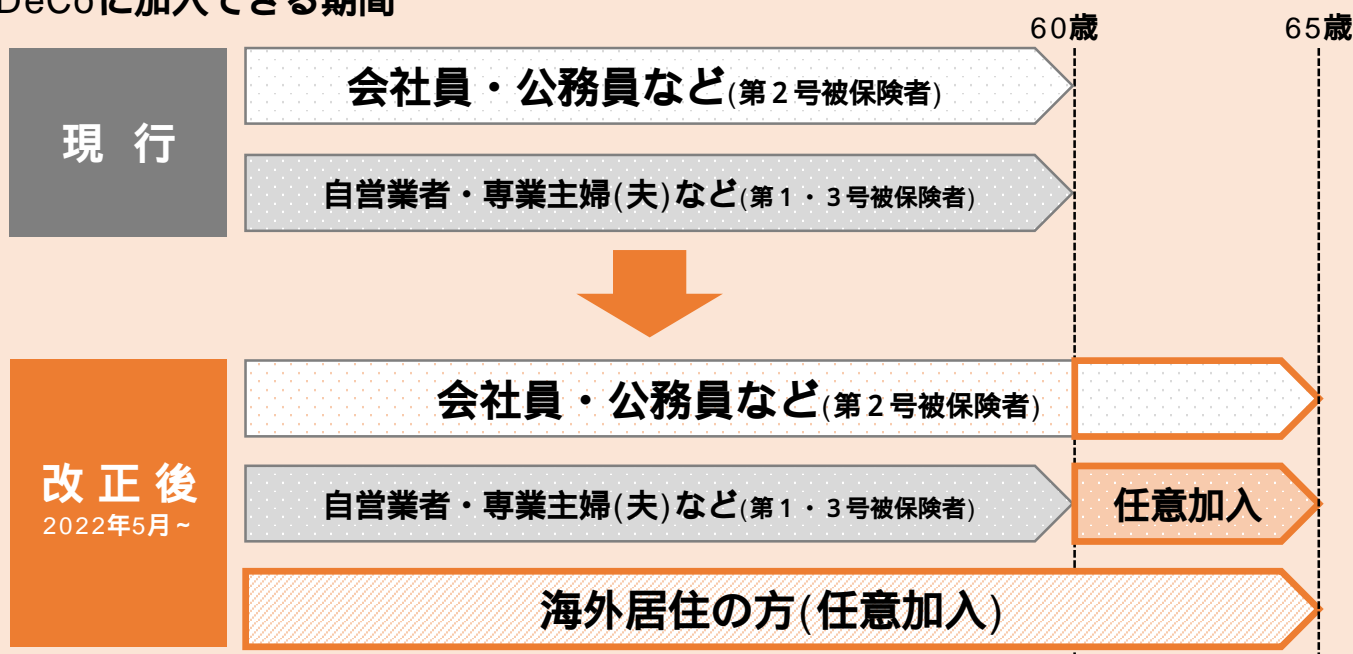 DeCoに加入できる期間
60歳
65歳
現 行
会社員・公務員など(第2号被保険者)
自営業者・専業主婦(夫)など(第1・3号被保険者)
改 正 後
2022年5月~
会社員・公務員など(第2号被保険者)
自営業者・専業主婦(夫)など(第1・3号被保険者)
任意加入
海外居住の方(任意加入)